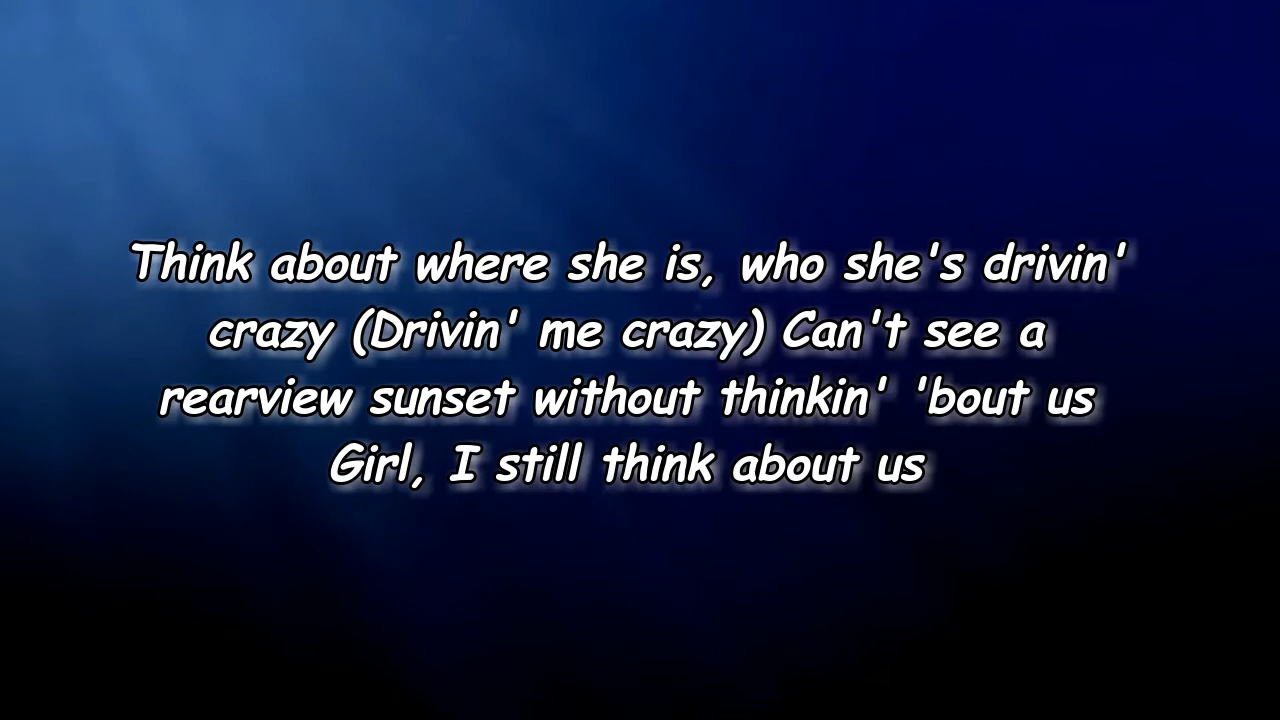 Think about where she is, who she's drivin'
crazy (Drivin' me crazy) Can't see a
rearview sunset without thinkin' 'bout us
Girl, I still think about us